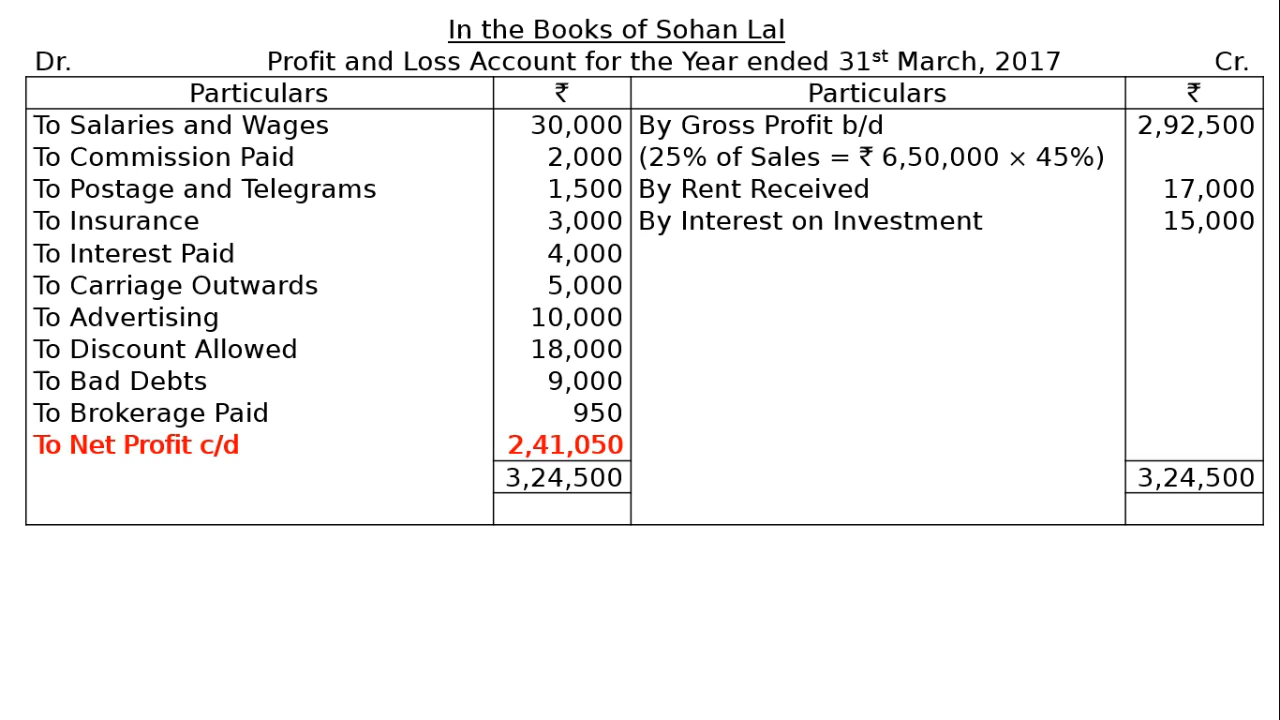 In the Books of Sohan Lal
Dr. Profit and Loss Account for the Year ended 31st March, 2017 Cr.
Particulars ₹ Particulars ₹
To Salaries and Wages 30,000 By Gross Profit b/d 2,92,500
To Commission Paid 2,000 (25% of Sales = ₹ 6,50,000 × 45%)
To Postage and Telegrams 1,500 By Rent Received 17,000
To Insurance 3,000 By Interest on Investment 15,000
To Interest Paid 4,000
To Carriage Outwards 5,000
To Advertising 10,000
To Discount Allowed 18,000
To Bad Debts 9,000
To Brokerage Paid 950
To Net Profit c/d 2,41,050
3,24,500 3,24,500